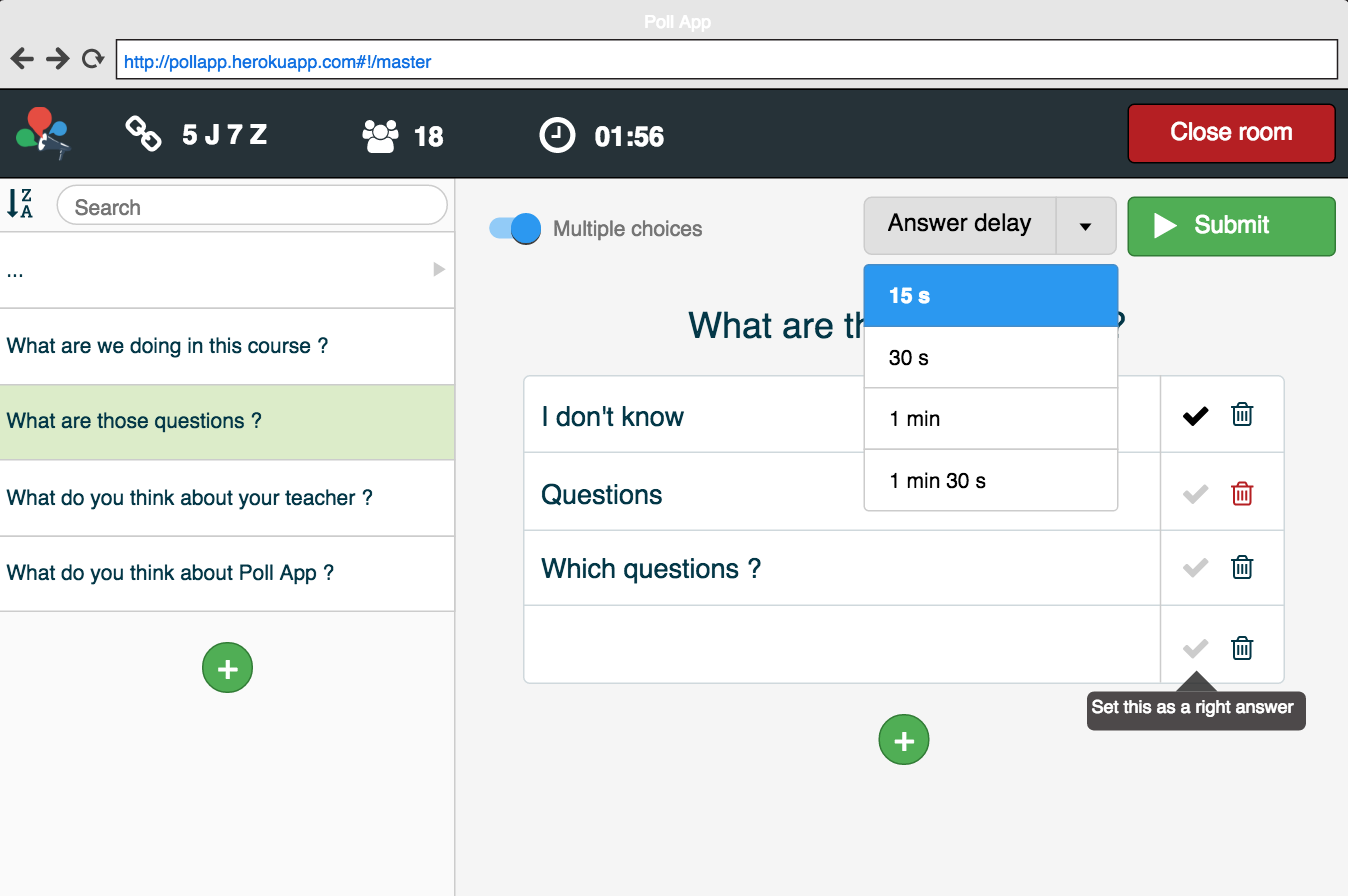 Poll App
http://pollapp.herokuapp.com#!/master
5 J 7 Z
18
01:56
Close room
Z
A
Search
Multiple choices
Answer delay
Submit
...
What are we doing in this course ?
What are those questions ?
What do you think about your teacher ?
What do you think about Poll App ?
15 s
30 s
1 min
1 min 30 s
What are th ?
I don't know
Questions
Which questions ?
Set this as a right answer
+
+